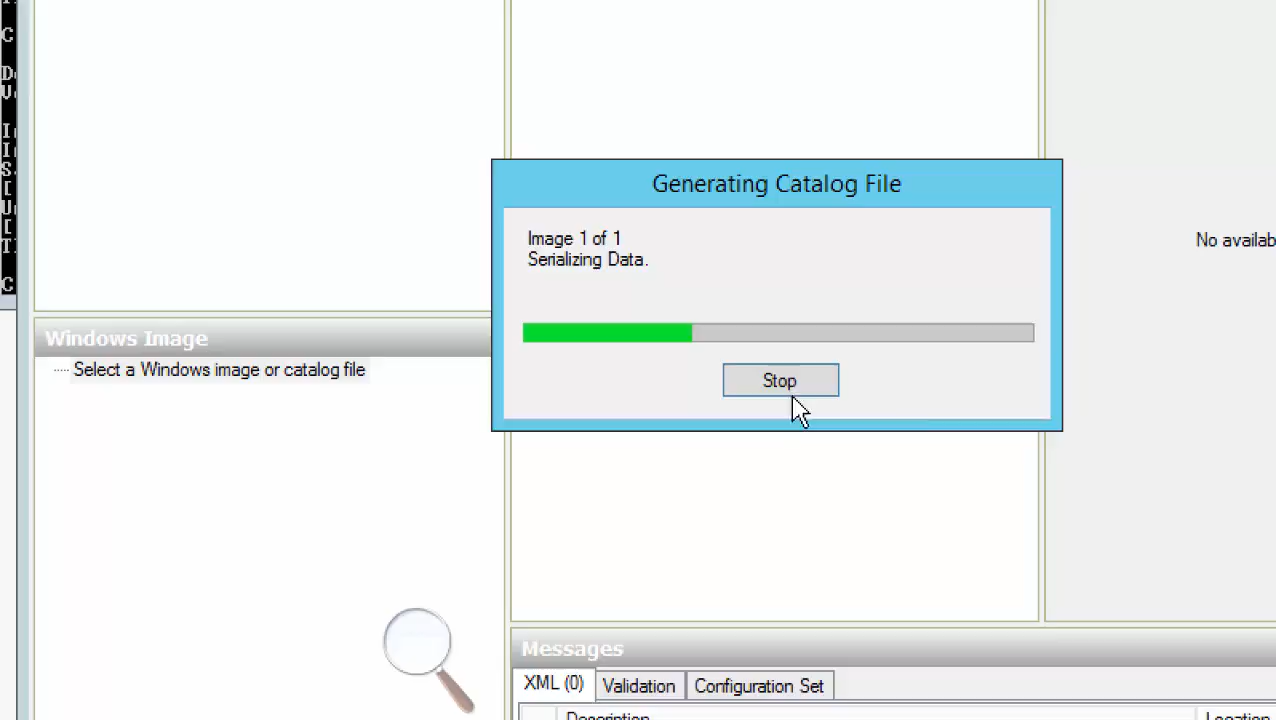 Generating Catalog File
Image 1 of 1
Serializing Data.
No
Stop
Windows Image
Select a Windows image or catalog file
Messages
XML (0)
Validation
Configuration Set
Description
Location